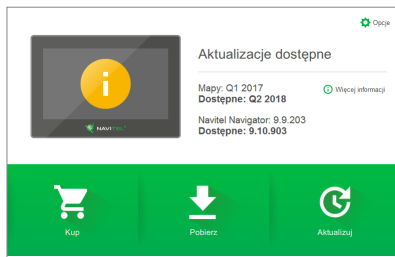 Opcje
Aktualizacje dostępne
Mapy: Q1 2017
Dostępne: Q2 2018
Więcej informacji
Navitel Navigator: 9.9.203
Dostępne: 9.10.903
NAVITEL
Kup
Pobierz
Aktualizuj